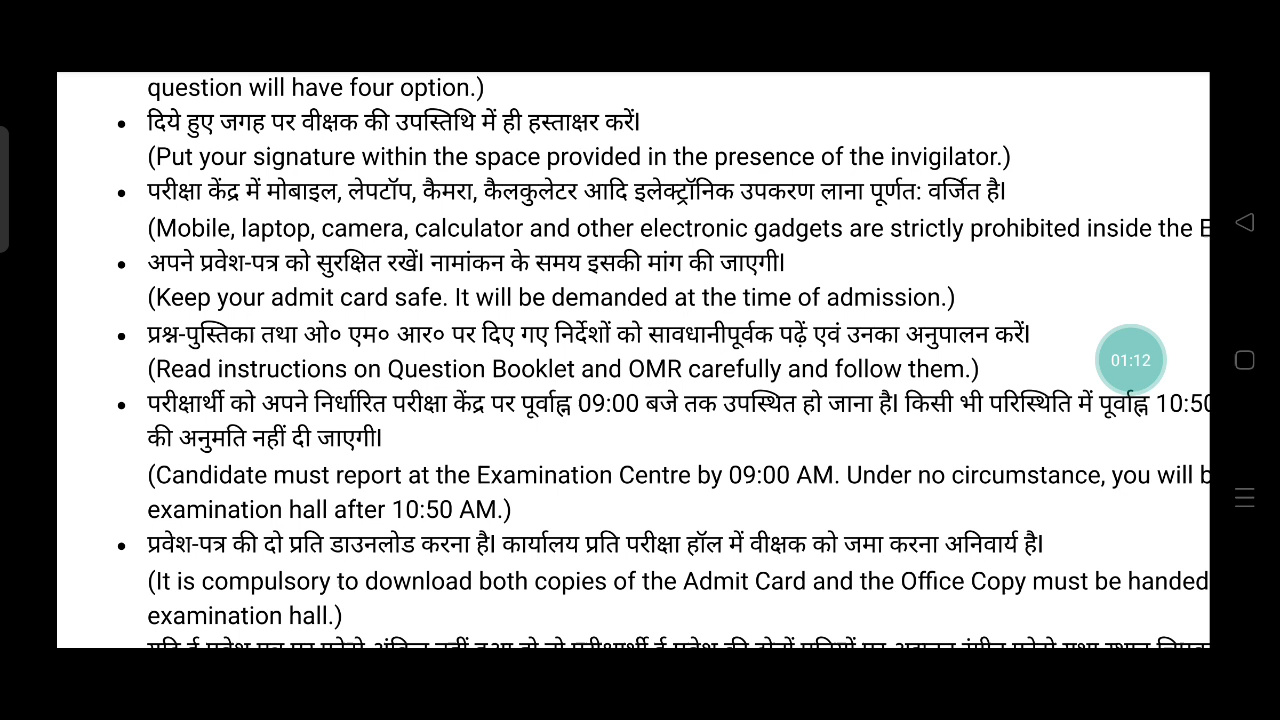 question will have four option.)
• दिये हुए जगह पर वीक्षक की उपस्तिथि में ही हस्ताक्षर करें।
(Put your signature within the space provided in the presence of the invigilator.)
• परीक्षा केंद्र में मोबाइल, लेपटॉप, कैमरा, कैलकुलेटर आदि इलेक्ट्रॉनिक उपकरण लाना पूर्णत: वर्जित है।
(Mobile, laptop, camera, calculator and other electronic gadgets are strictly prohibited inside the
• अपने प्रवेश-पत्र को सुरक्षित रखें। नामांकन के समय इसकी मांग की जाएगी।
(Keep your admit card safe. It will be demanded at the time of admission.)
• प्रश्न-पुस्तिका तथा ओ० एम० आर० पर दिए गए निर्देशों को सावधानीपूर्वक पढ़ें एवं उनका अनुपालन करें।
01:12
(Read instructions on Question Booklet and OMR carefully and follow them.)
• परीक्षार्थी को अपने निर्धारित परीक्षा केंद्र पर पूर्वाह्न 09:00 बजे तक उपस्थित हो जाना है। किसी भी परिस्थिति में पूर्वाह्न 10:50
की अनुमति नहीं दी जाएगी।
(Candidate must report at the Examination Centre by 09:00 AM. Under no circumstance, you will
examination hall after 10:50 AM.)
• प्रवेश-पत्र की दो प्रति डाउनलोड करना है। कार्यालय प्रति परीक्षा हॉल में वीक्षक को जमा करना अनिवार्य है।
(It is compulsory to download both copies of the Admit Card and the Office Copy must be handed
examination hall.)